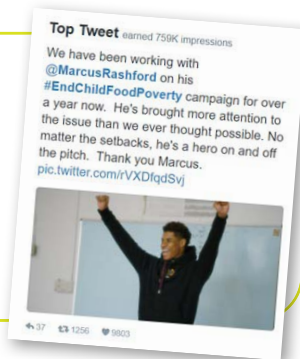 Top Tweet earned 759K impressions
We have been working with
@MarcusRashford on his
#EndChildFoodPoverty campaign for over
a year now. He's brought more attention to
the issue than we ever thought possible. No
matter the setbacks, he's a hero on and off
the pitch. Thank you Marcus.
pic.twitter.com/rVXDfqdSvj
37 1256 9803